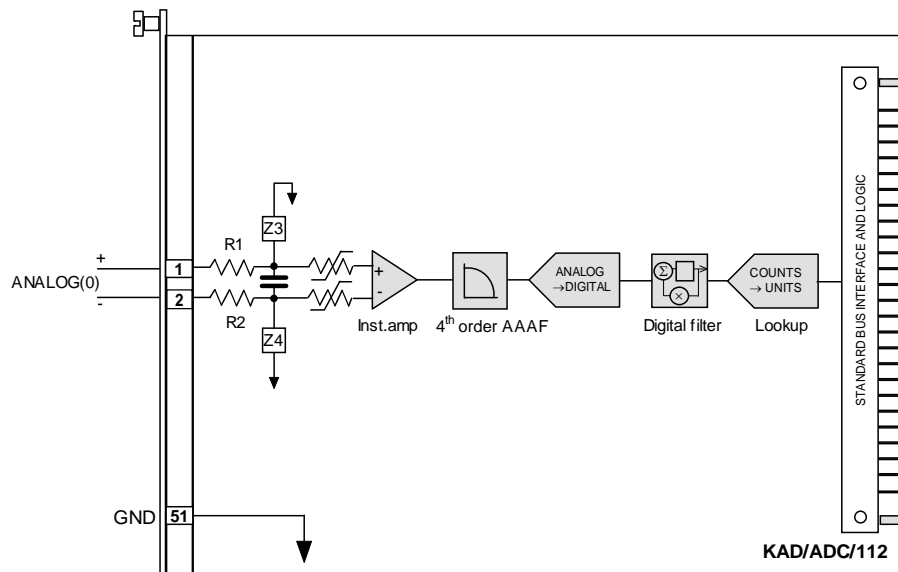 Z3
R1
+
1
ANALOG(0)
-
2
R2
Z4
+
-
Inst.amp
4th order AAAF
ANALOG
→DIGITAL
Σ
×
Digital filter
COUNTS
→ UNITS
Lookup
STANDARD BUS INTERFACE AND LOGIC
GND
51
KAD/ADC/112